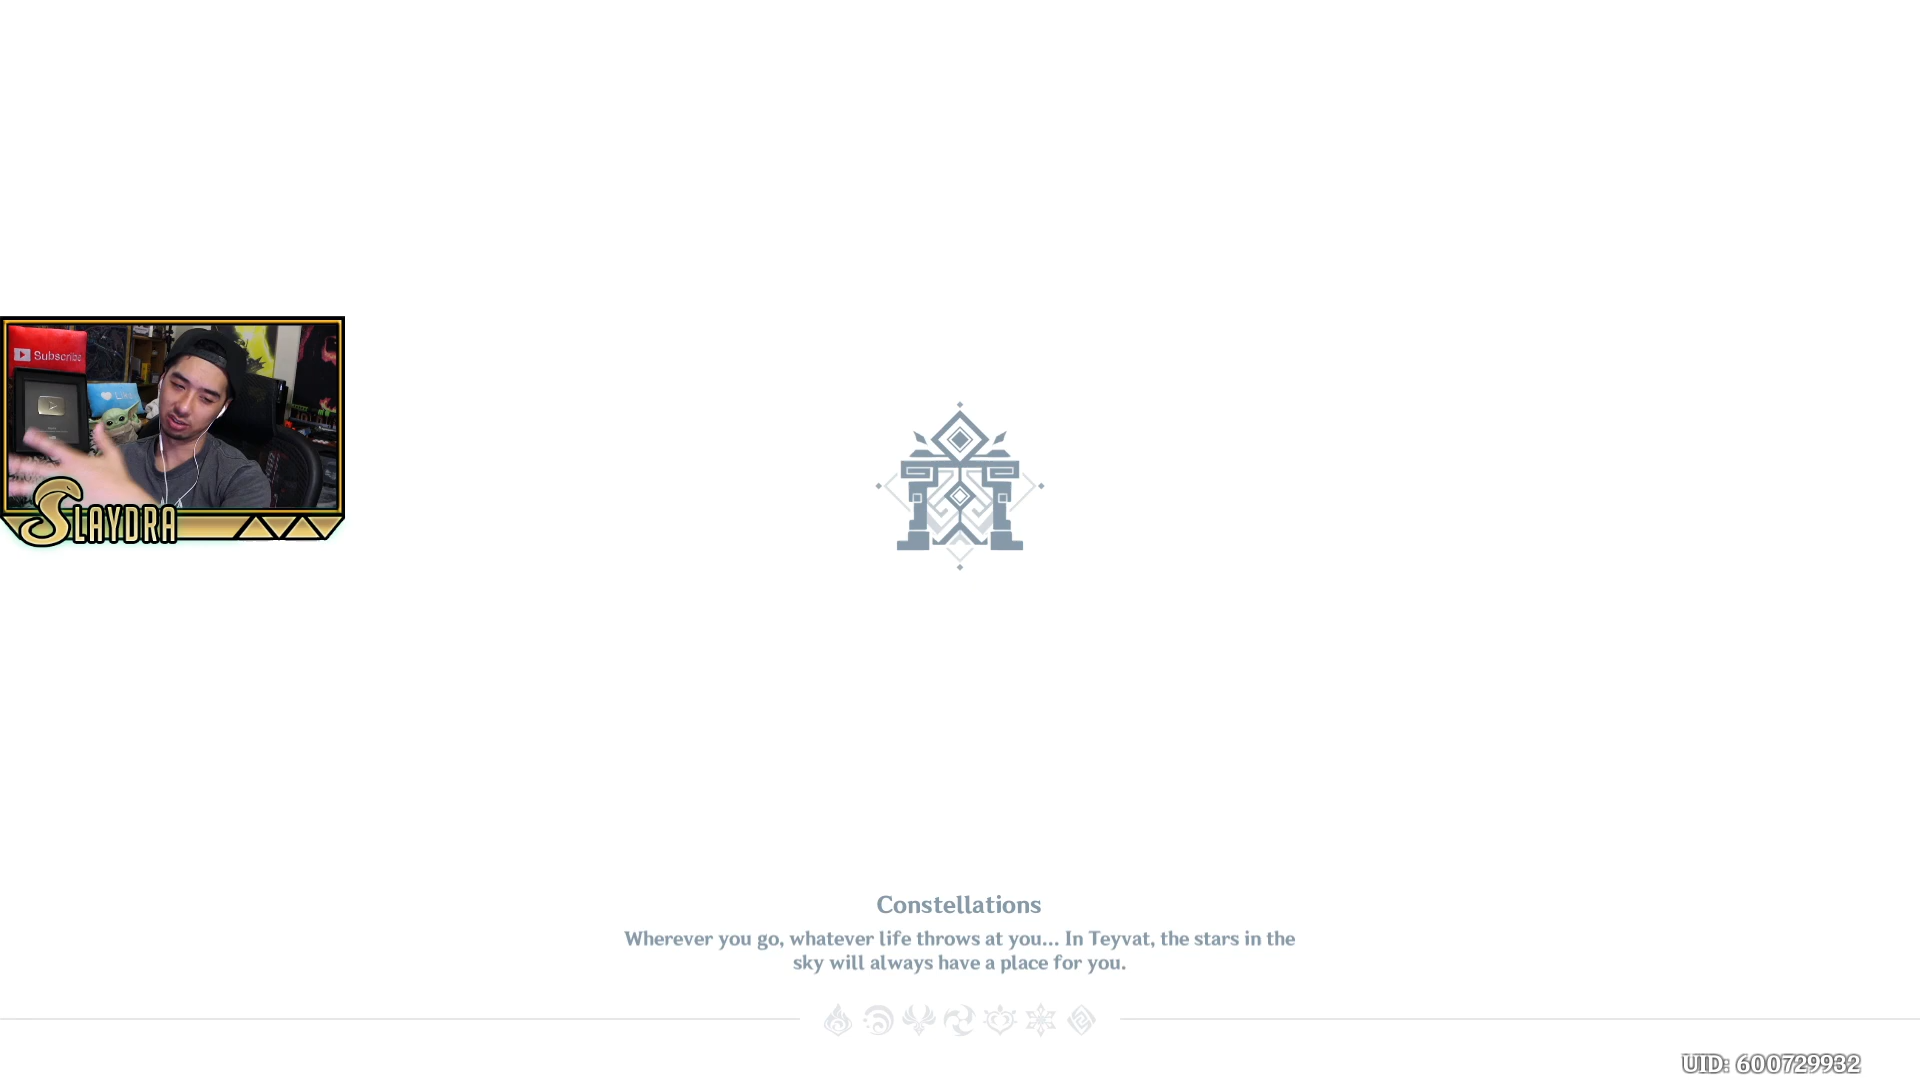 Subscribe
Like
SLAYDRA
Constellations
Wherever you go, whatever life throws at you... In Teyvat, the stars in the
sky will always have a place for you.
UID: 600729932